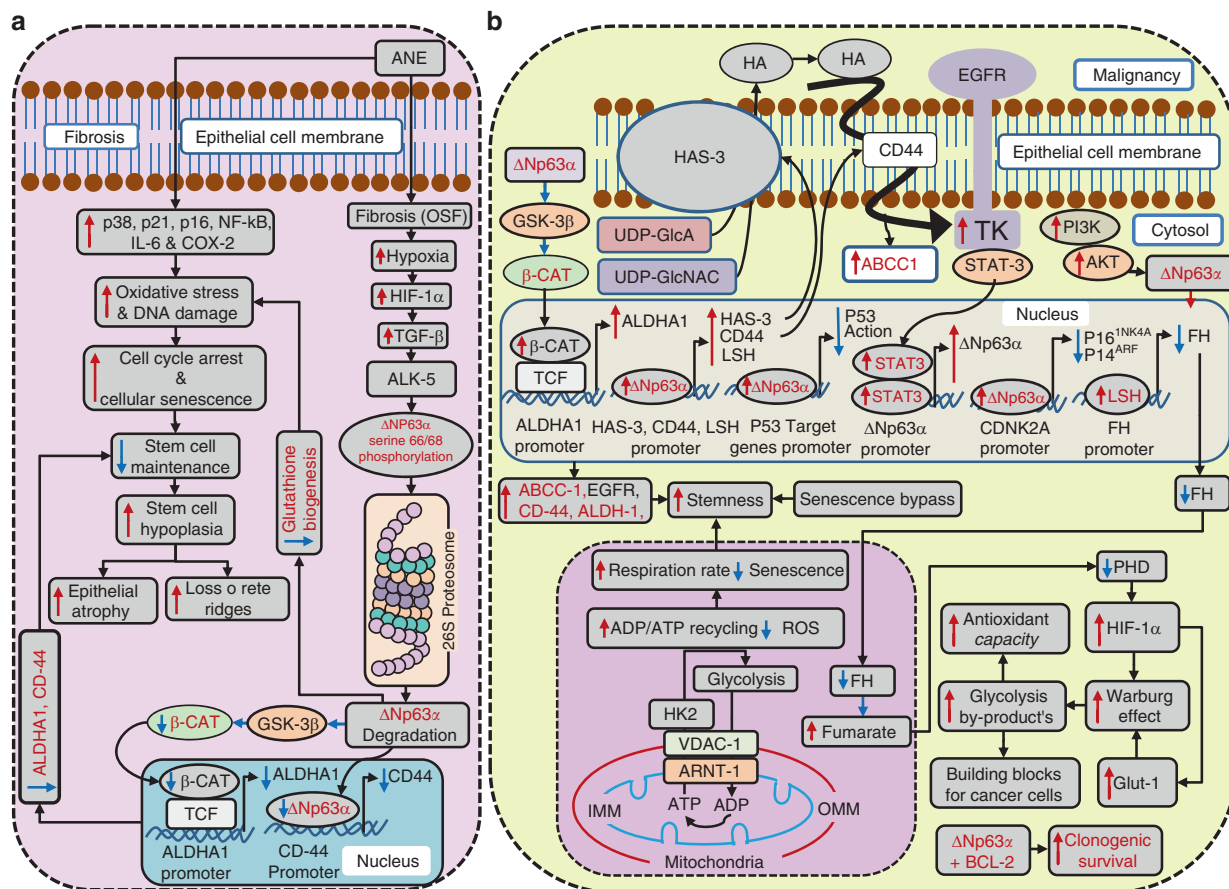 a
ANE
Fibrosis
Epithelial cell membrane
p38, p21, p16, NF-kB,
IL-6 & COX-2
Oxidative stress
& DNA damage
Cell cycle arrest
&
cellular senescence
Stem cell
maintenance
Stem cell
hypoplasia
Epithelial
atrophy
Loss o rete
ridges
Glutathione
biogenesis
ALDHA1, CD-44
Fibrosis (OSF)
Hypoxia
HIF-1α
TGF-β
ALK-5
ΔNP63α
serine 66/68
phosphorylation
26S Proteosome
ΔNp63α
Degradation
GSK-3β
β-CAT
β-CAT
TCF
ALDHA1
ALDHA1
promoter
ΔNp63α
CD44
CD-44
Promoter
Nucleus
b
HA
HA
EGFR
Malignancy
HAS-3
CD44
Epithelial cell membrane
ΔNp63α
GSK-3β
β-CAT
UDP-GlcA
UDP-GlcNAC
ABCC1
TK
STAT-3
PI3K
AKT
Cytosol
ΔNp63α
Nucleus
β-CAT
TCF
ALDHA1
ALDHA1
promoter
ΔNp63α
HAS-3
CD44
LSH
HAS-3, CD44, LSH
promoter
ΔNp63α
P53
Action
P53 Target
genes promoter
STAT3
STAT3
ΔNp63α
ΔNp63α
promoter
ΔNp63α
P16 1NK4A
P14 ARF
CDNK2A
promoter
LSH
FH
FH
promoter
ABCC-1,EGFR,
CD-44, ALDH-1,
Stemness
Senescence bypass
FH
Respiration rate Senescence
ADP/ATP recycling ROS
Glycolysis
HK2
VDAC-1
ARNT-1
ATP
ADP
IMM
OMM
Mitochondria
FH
Fumarate
PHD
HIF-1α
Antioxidant
capacity
Glycolysis
by-product's
Warburg
effect
Building blocks
for cancer cells
Glut-1
ΔNp63α
+ BCL-2
Clonogenic
survival